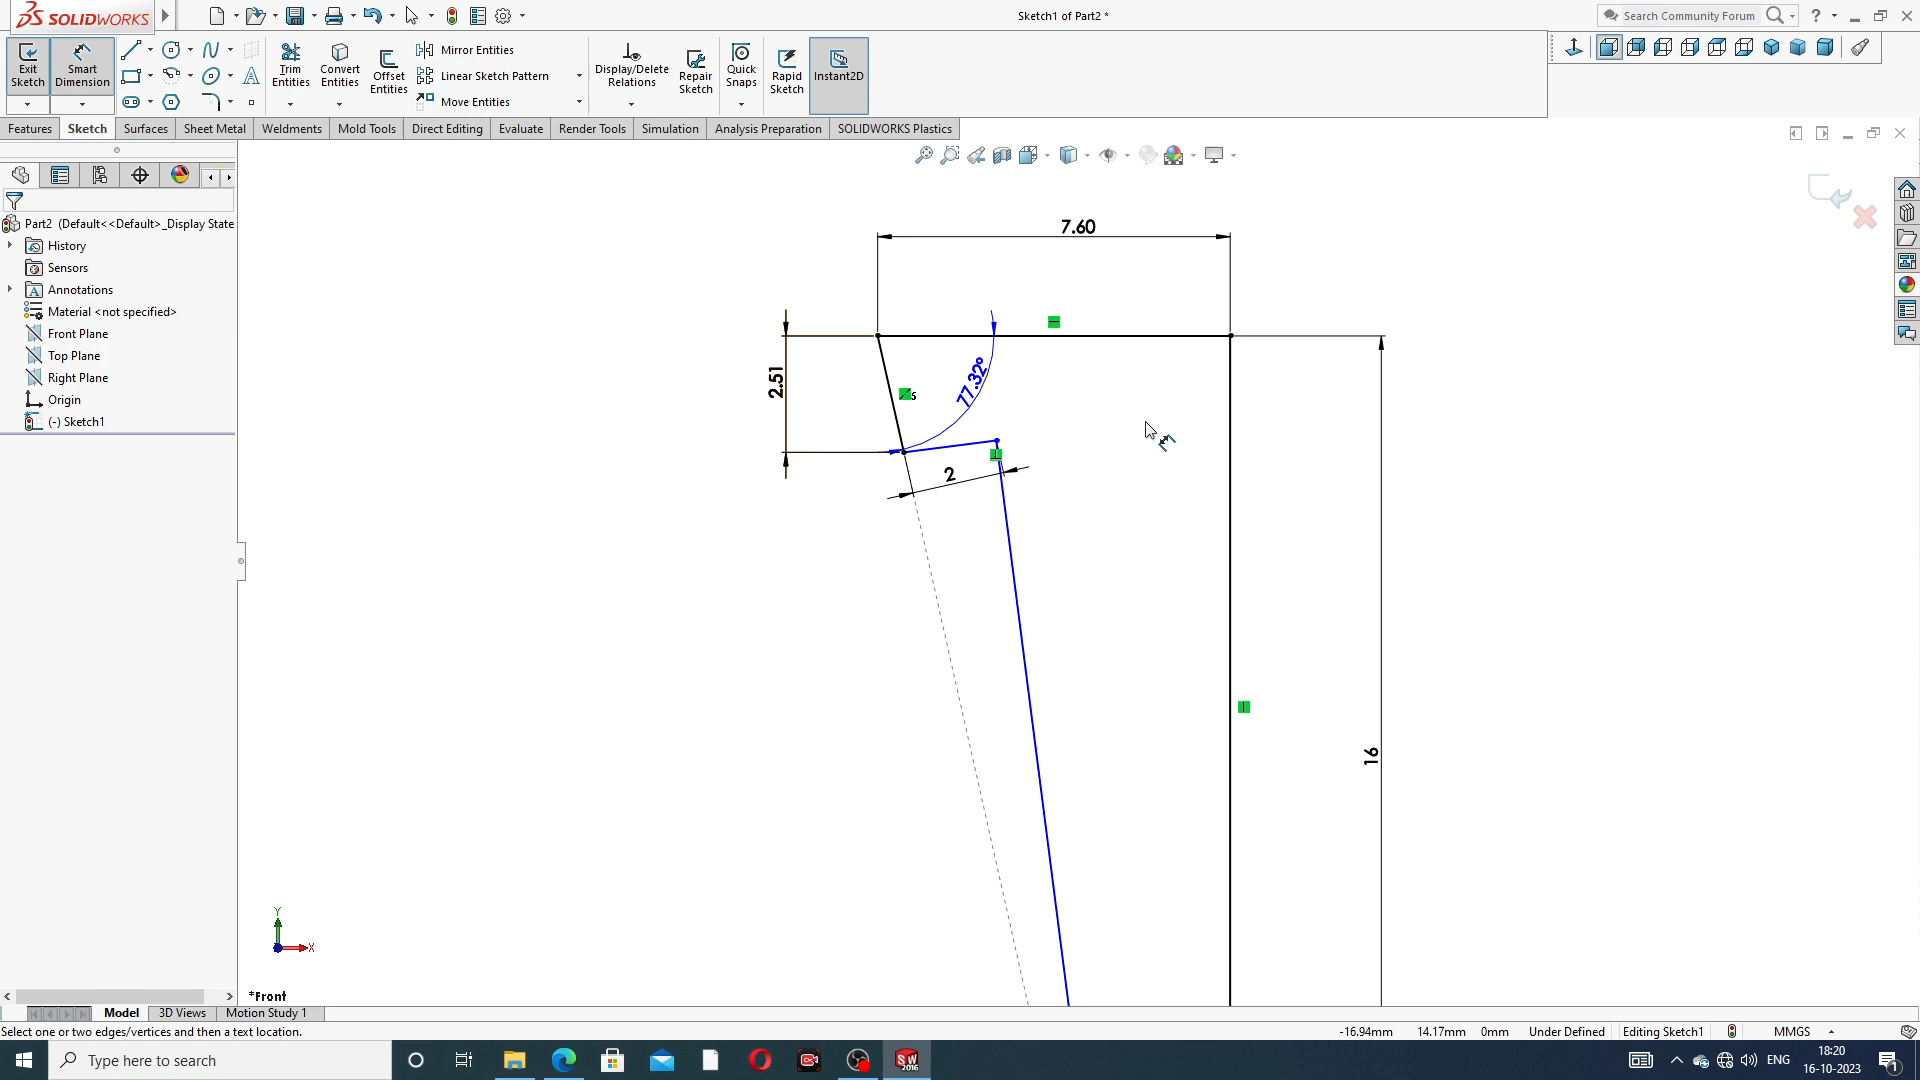 SOLIDWORKS
Sketch1 of Part2 *
Search Community Forum
Exit Sketch
Smart Dimension
Trim Entities
Convert Entities
Offset Entities
Mirror Entities
Linear Sketch Pattern
Move Entities
Display/Delete Relations
Repair Sketch
Quick Snaps
Rapid Sketch
Instant2D
Features Sketch Surfaces Sheet Metal Weldments Mold Tools Direct Editing Evaluate Render Tools Simulation Analysis Preparation SOLIDWORKS Plastics
Part2 (Default<<Default>_Display State
History
Sensors
Annotations
Material <not specified>
Front Plane
Top Plane
Right Plane
Origin
(-) Sketch1
7.60
2.51
77.32°
5
2
16
Y
X
*Front
Model 3D Views Motion Study 1
Select one or two edges/vertices and then a text location.
-16.94mm 14.17mm 0mm Under Defined Editing Sketch1 MMGS
Type here to search
SW
2016
ENG
18:20
16-10-2023
1